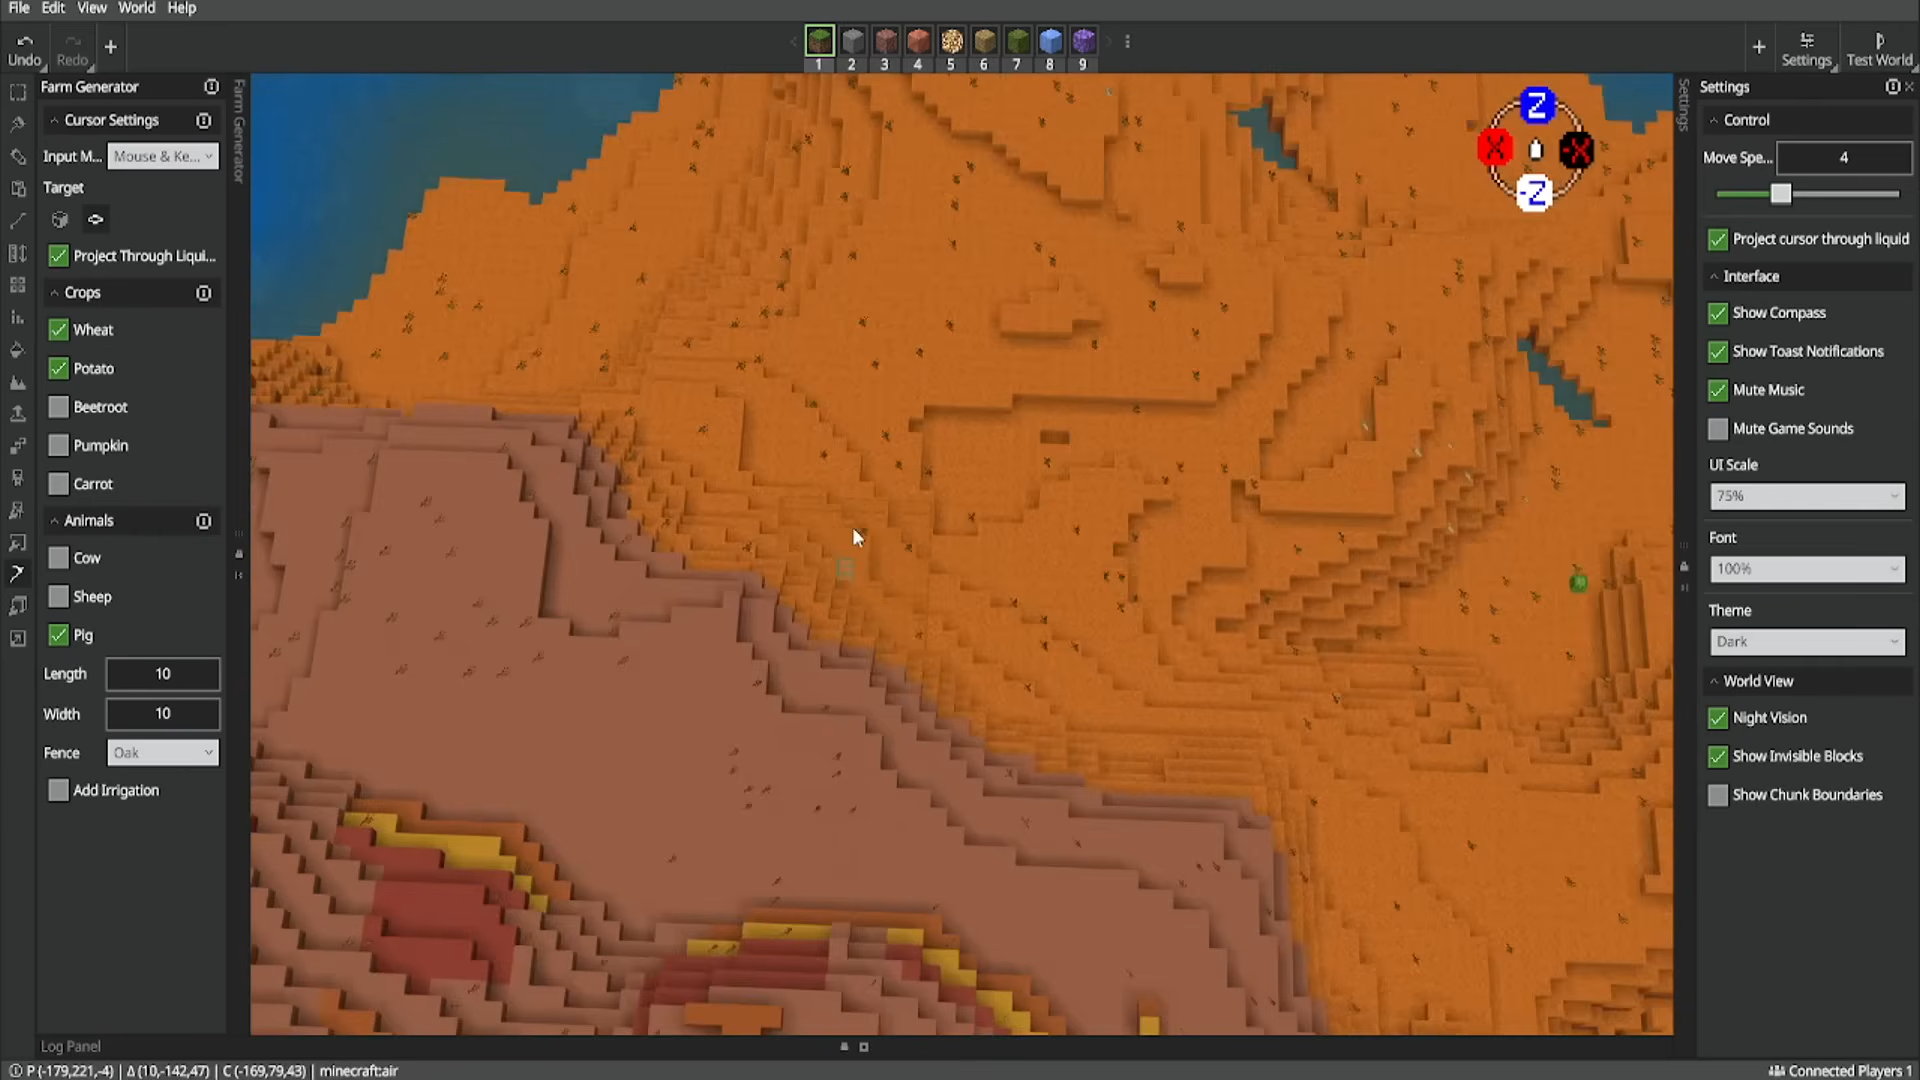 File Edit View World Help
Undo Redo
1 2 3 4 5 6 7 8 9
Settings Test World
Farm Generator
Farm Generator
Cursor Settings
Input M... Mouse & Ke...
Target
Project Through Liqui...
Crops
Wheat
Potato
Beetroot
Pumpkin
Carrot
Animals
Cow
Sheep
Pig
Length 10
Width 10
Fence Oak
Add Irrigation
Z
X -X
-Z
Settings
Settings
Control
Move Spe... 4
Project cursor through liquid
Interface
Show Compass
Show Toast Notifications
Mute Music
Mute Game Sounds
UI Scale
75%
Font
100%
Theme
Dark
World View
Night Vision
Show Invisible Blocks
Show Chunk Boundaries
Log Panel
P (-179,221,-4) | Δ (10,-142,47) | C (-169,79,43) | minecraft:air
Connected Players 1